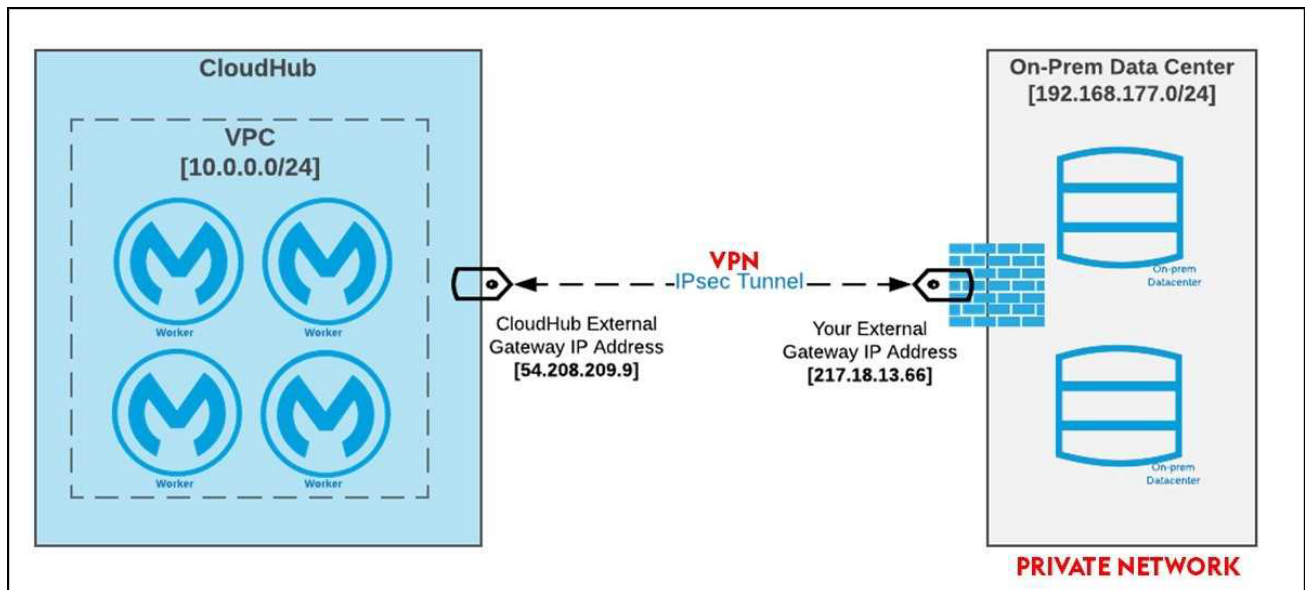 CloudHub
VPC
[10.0.0.0/24]
Worker
Worker
Worker
Worker
VPN
IPsec Tunnel
CloudHub External
Gateway IP Address
[54.208.209.9]
Your External
Gateway IP Address
[217.18.13.66]
On-Prem Data Center
[192.168.177.0/24]
On-prem
Datacenter
On-prem
Datacenter
PRIVATE NETWORK